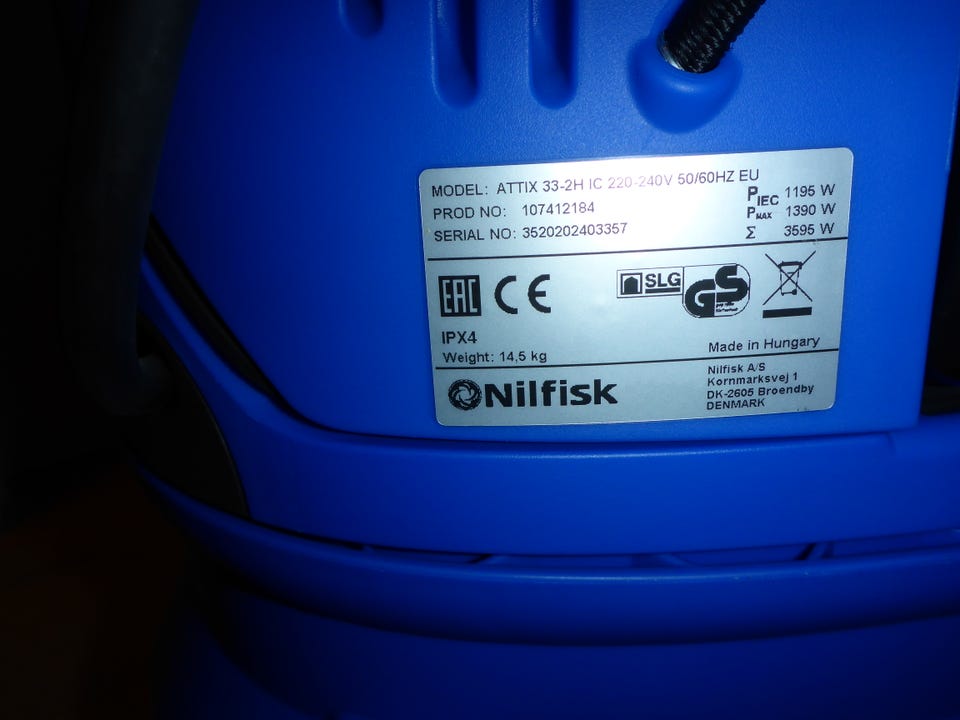 MODEL: ATTIX 33-2H IC 220-240V 50/60HZ EU
PROD NO: 107412184
SERIAL NO: 3520202403357
PIEC 1195 W
PMAX 1390 W
Σ 3595 W
EAC CE
SLG GS
IPX4
Weight: 14,5 kg
Made in Hungary
Nilfisk
Nilfisk A/S
Kornmarksvej 1
DK-2605 Broendby
DENMARK